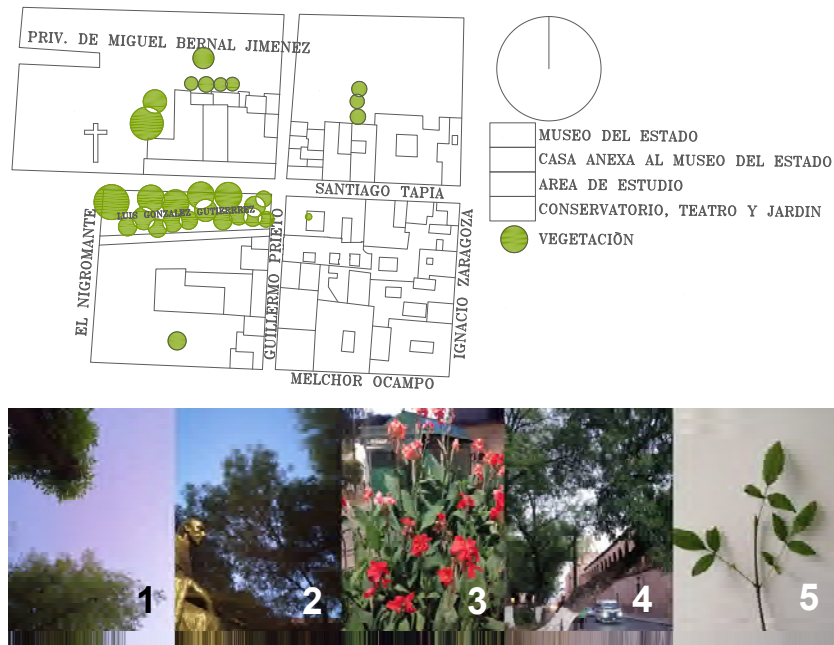 PRIV. DE MIGUEL BERNAL JIMENEZ
SANTIAGO TAPIA
LUIS GONZALEZ GUTIERREZ
EL NIGROMANTE
GUILLERMO PRIETO
IGNACIO ZARAGOZA
MELCHOR OCAMPO
MUSEO DEL ESTADO
CASA ANEXA AL MUSEO DEL ESTADO
AREA DE ESTUDIO
CONSERVATORIO, TEATRO Y JARDIN
VEGETACIÕN
1
2
3
4
5